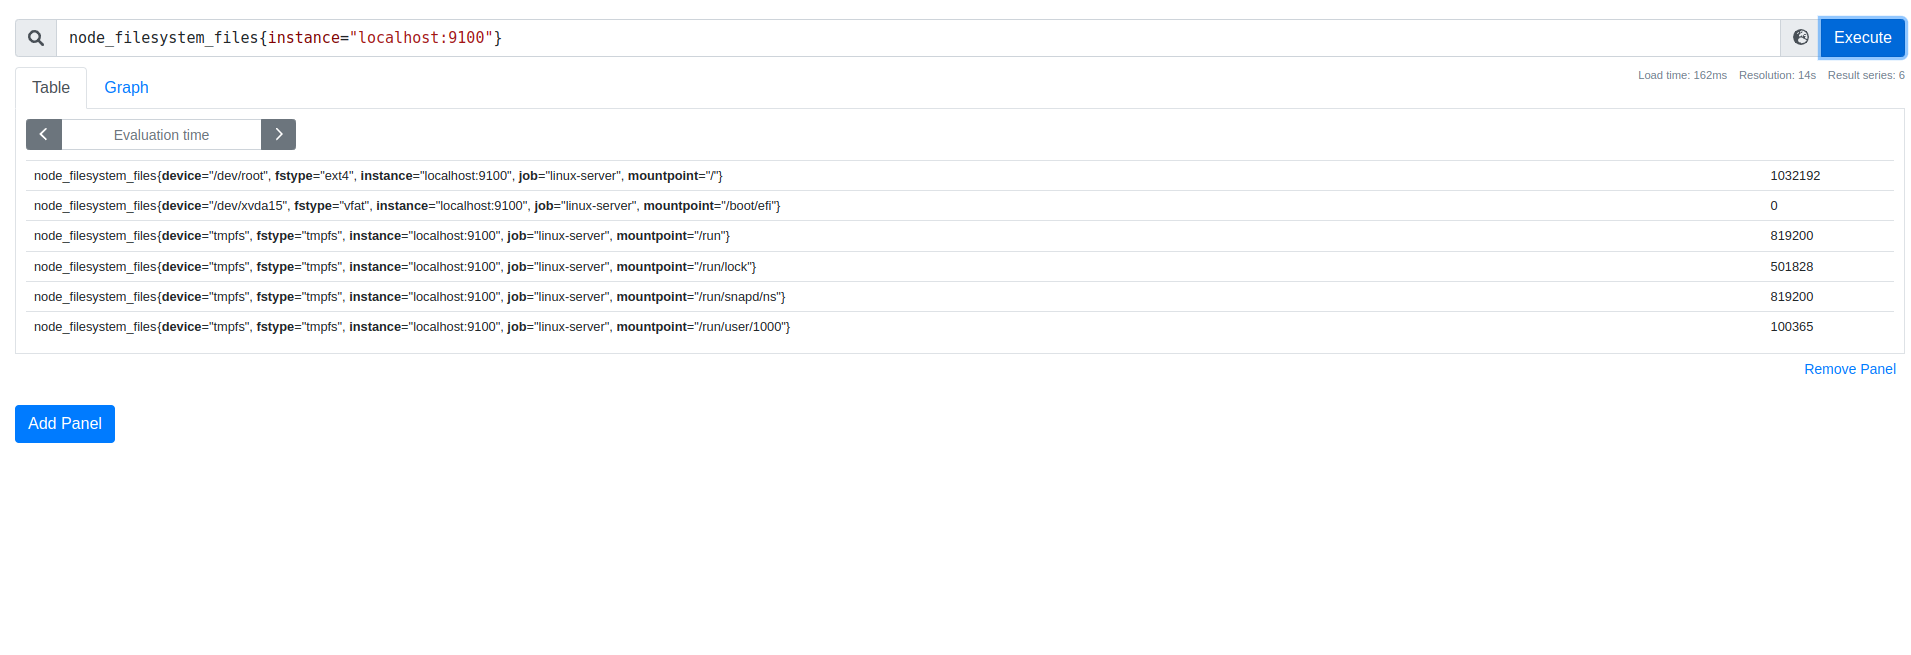 node_filesystem_files{instance="localhost:9100"}
Execute
Table
Graph
Load time: 162ms Resolution: 14s Result series: 6
Evaluation time
node_filesystem_files{device="/dev/root", fstype="ext4", instance="localhost:9100", job="linux-server", mountpoint="/"} 1032192
node_filesystem_files{device="/dev/xvda15", fstype="vfat", instance="localhost:9100", job="linux-server", mountpoint="/boot/efi"} 0
node_filesystem_files{device="tmpfs", fstype="tmpfs", instance="localhost:9100", job="linux-server", mountpoint="/run"} 819200
node_filesystem_files{device="tmpfs", fstype="tmpfs", instance="localhost:9100", job="linux-server", mountpoint="/run/lock"} 501828
node_filesystem_files{device="tmpfs", fstype="tmpfs", instance="localhost:9100", job="linux-server", mountpoint="/run/snapd/ns"} 819200
node_filesystem_files{device="tmpfs", fstype="tmpfs", instance="localhost:9100", job="linux-server", mountpoint="/run/user/1000"} 100365
Remove Panel
Add Panel